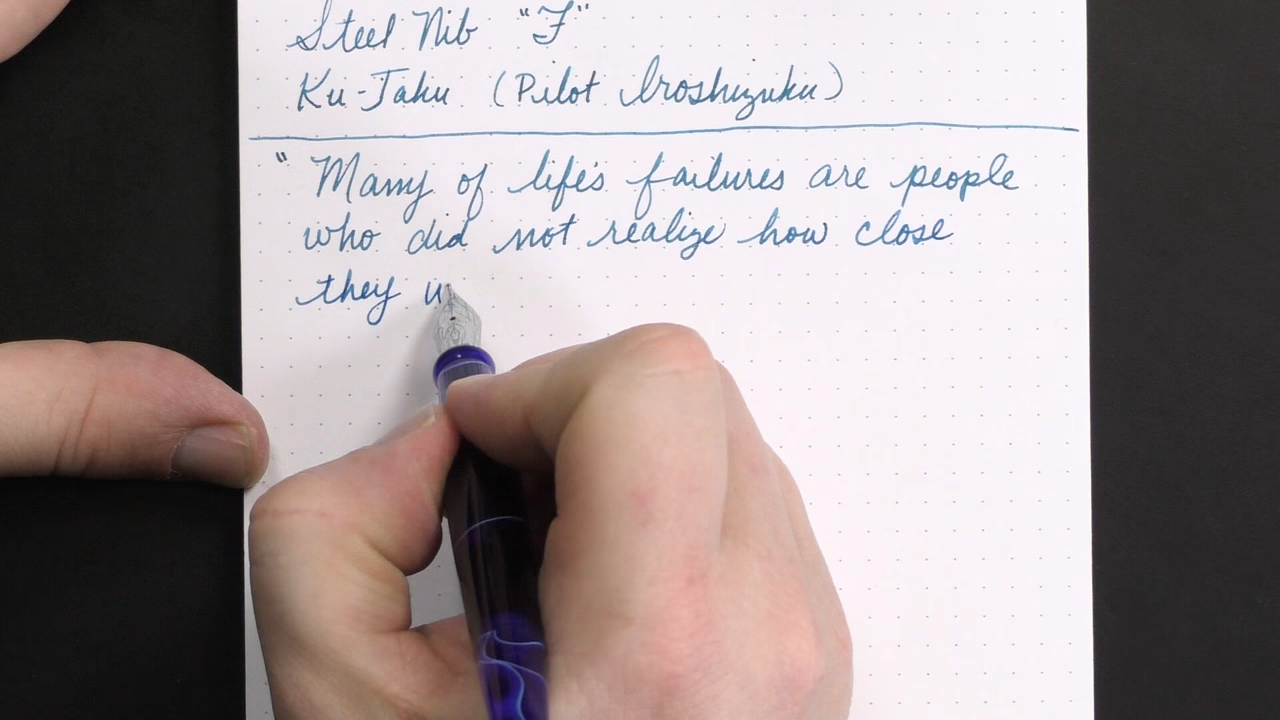 Steel Nib "F"
Ku-Jaku (Pilot Iroshizuku)
" Many of life's failures are people
who did not realize how close
they w